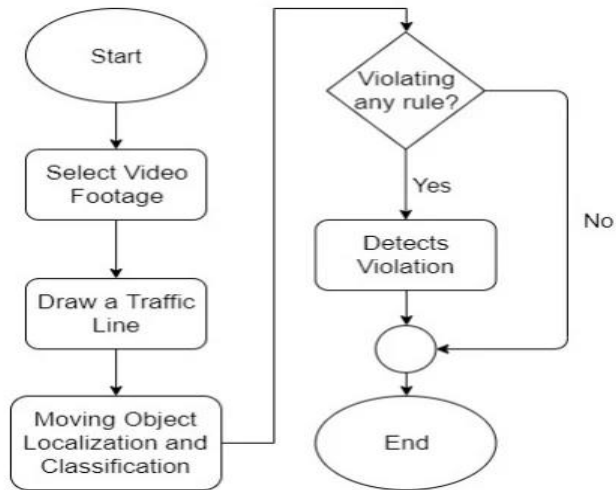 Start
Select Video
Footage
Draw a Traffic
Line
Moving Object
Localization and
Classification
Violating
any rule?
Yes
No
Detects
Violation
End